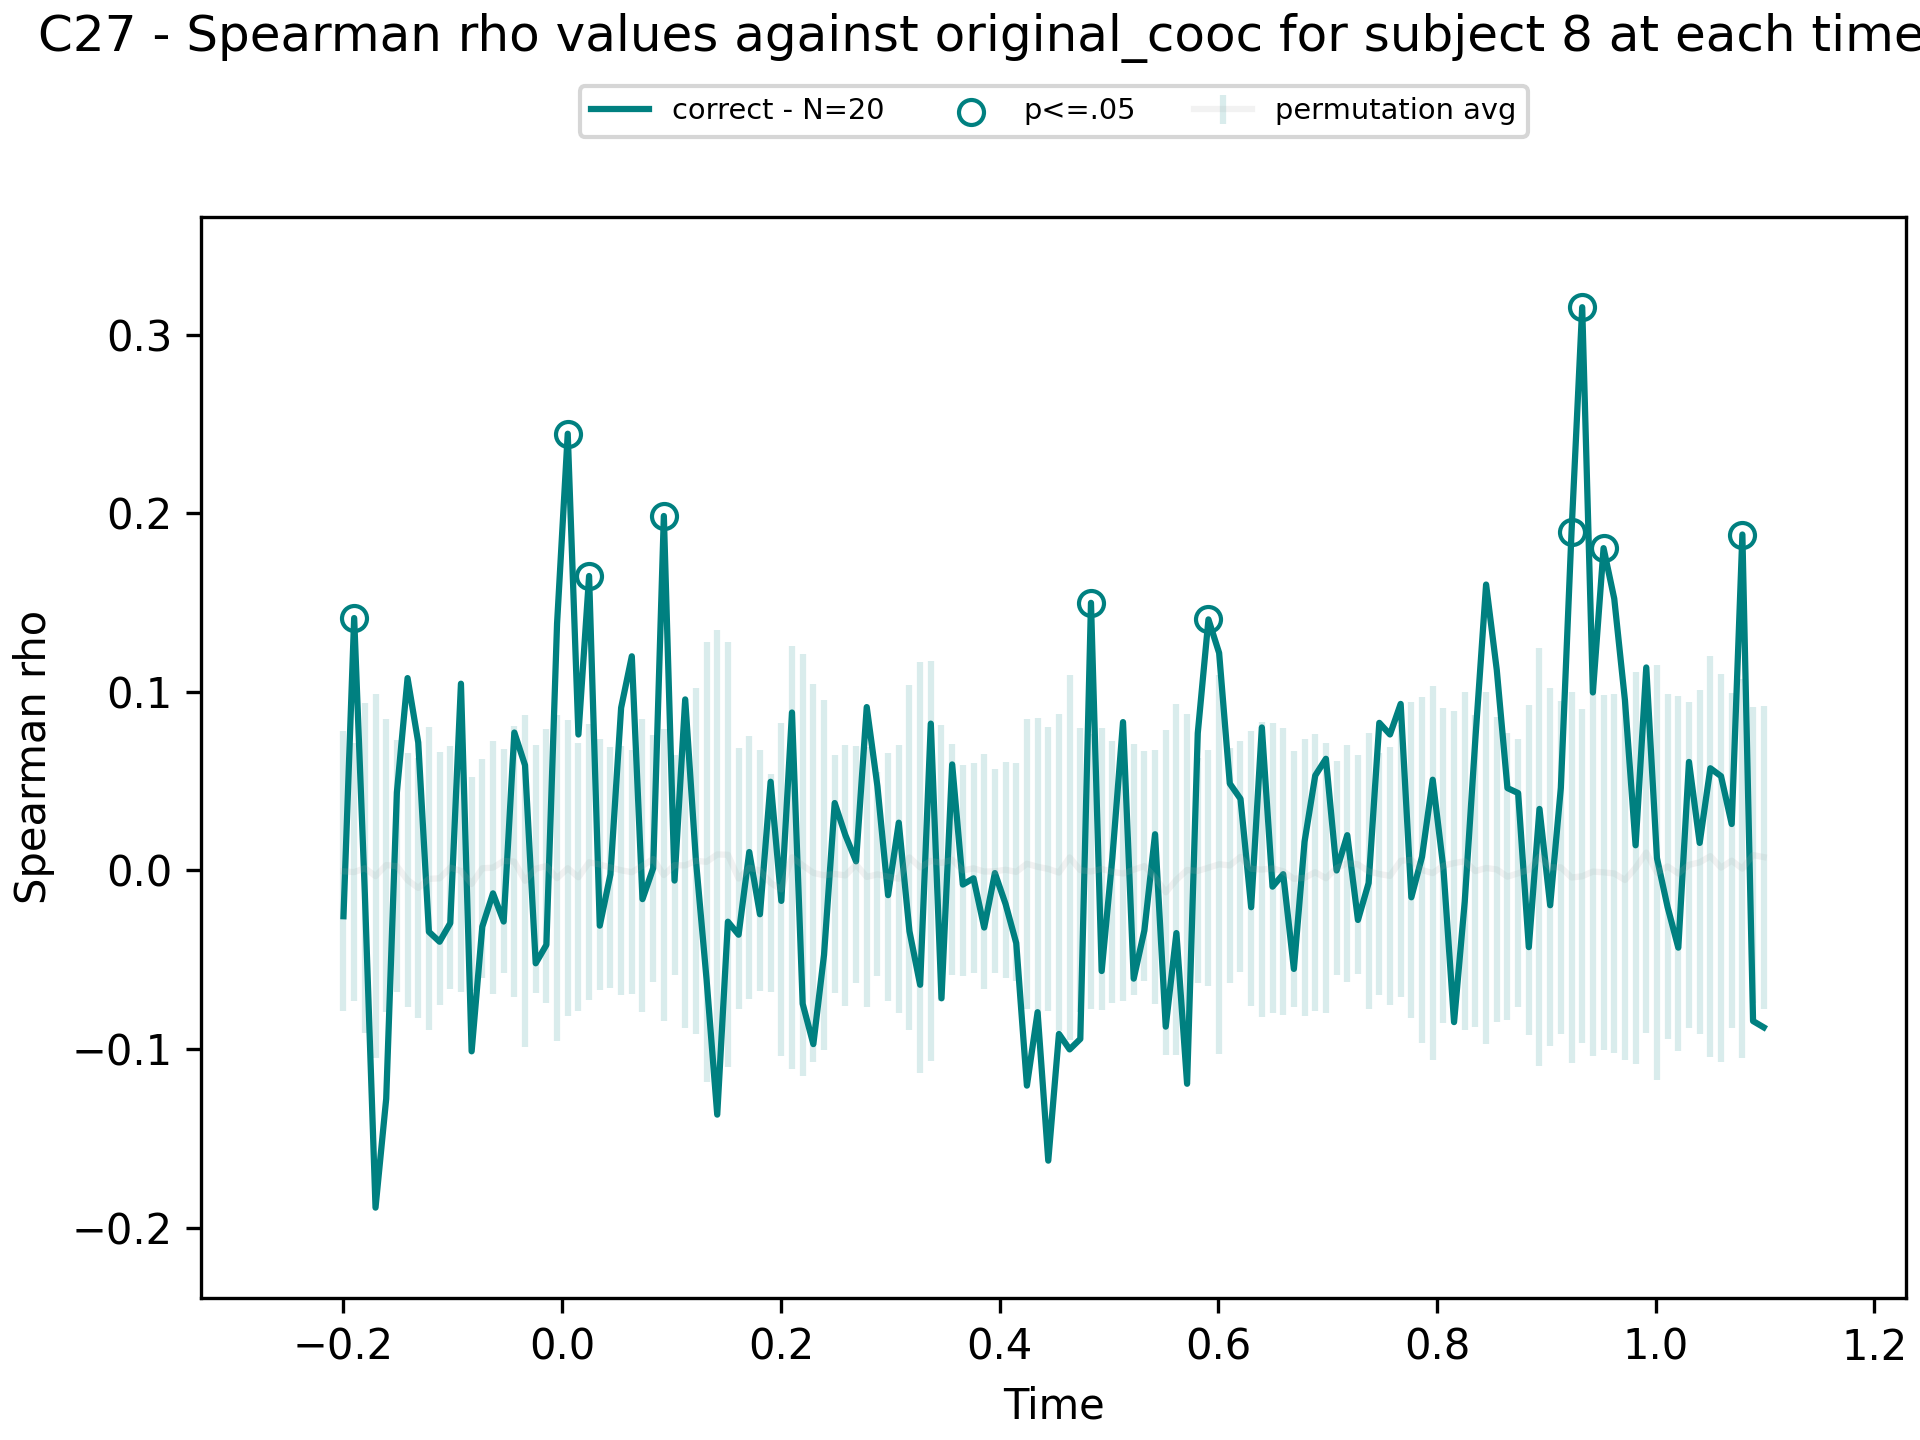 C27 - Spearman rho values against original_cooc for subject 8 at each time
correct - N=20 p<=.05 permutation avg
0.3
0.2
0.1
0.0
−0.1
−0.2
Spearman rho
−0.2 0.0 0.2 0.4 0.6 0.8 1.0 1.2
Time